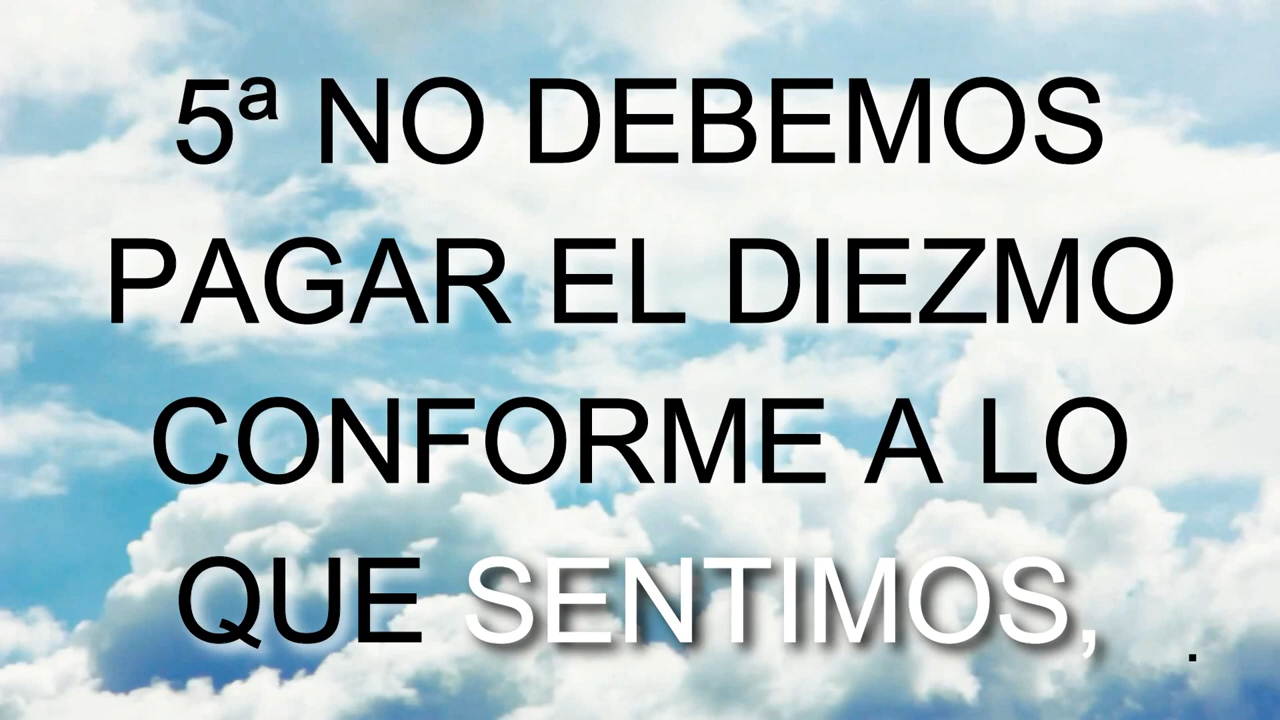 5ª NO DEBEMOS
PAGAR EL DIEZMO
CONFORME A LO
QUE SENTIMOS, .